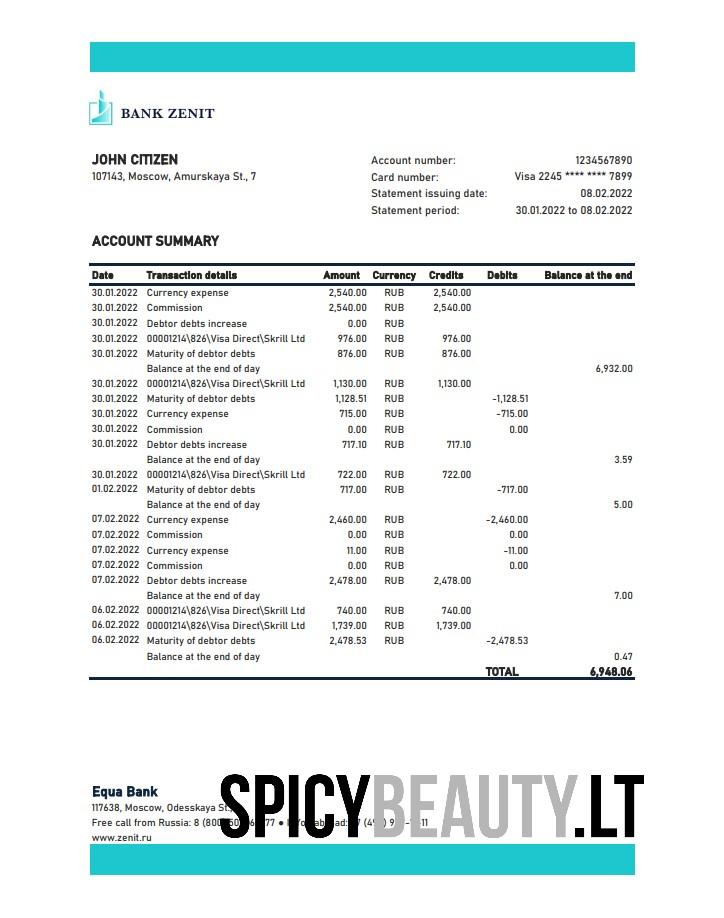 BANK ZENIT
JOHN CITIZEN
107143, Moscow, Amurskaya St., 7
Account number: 1234567890
Card number: Visa 2245 **** **** 7899
Statement issuing date: 08.02.2022
Statement period: 30.01.2022 to 08.02.2022
ACCOUNT SUMMARY
Date Transaction details Amount Currency Credits Debits Balance at the end
30.01.2022 Currency expense 2,540.00 RUB 2,540.00
30.01.2022 Commission 2,540.00 RUB 2,540.00
30.01.2022 Debtor debts increase 0.00 RUB
30.01.2022 00001214\826\Visa Direct\Skrill Ltd 976.00 RUB 976.00
30.01.2022 Maturity of debtor debts 876.00 RUB 876.00
Balance at the end of day 6,932.00
30.01.2022 00001214\826\Visa Direct\Skrill Ltd 1,130.00 RUB 1,130.00
30.01.2022 Maturity of debtor debts 1,128.51 RUB -1,128.51
30.01.2022 Currency expense 715.00 RUB -715.00
30.01.2022 Commission 0.00 RUB 0.00
30.01.2022 Debtor debts increase 717.10 RUB 717.10
Balance at the end of day 3.59
30.01.2022 00001214\826\Visa Direct\Skrill Ltd 722.00 RUB 722.00
01.02.2022 Maturity of debtor debts 717.00 RUB -717.00
Balance at the end of day 5.00
07.02.2022 Currency expense 2,460.00 RUB -2,460.00
07.02.2022 Commission 0.00 RUB 0.00
07.02.2022 Currency expense 11.00 RUB -11.00
07.02.2022 Commission 0.00 RUB 0.00
07.02.2022 Debtor debts increase 2,478.00 RUB 2,478.00
Balance at the end of day 7.00
06.02.2022 00001214\826\Visa Direct\Skrill Ltd 740.00 RUB 740.00
06.02.2022 00001214\826\Visa Direct\Skrill Ltd 1,739.00 RUB 1,739.00
06.02.2022 Maturity of debtor debts 2,478.53 RUB -2,478.53
Balance at the end of day 0.47
TOTAL 6,948.06
Equa Bank
SPICYBEAUTY.LT
117638, Moscow, Odesskaya St.,
Free call from Russia: 8
www.zenit.ru